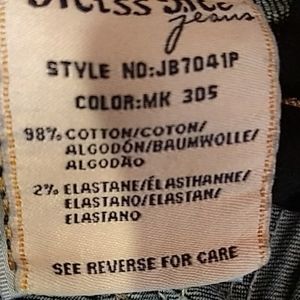 jeans
STYLE NO:JB7041P
COLOR:MK 305
98% COTTON/COTON/
ALGODÓN/BAUMWOLLE/
ALGODÃO
2% ELASTANE/ÉLASTHANNE/
ELASTANO/ELASTAN/
ELASTANO
SEE REVERSE FOR CARE